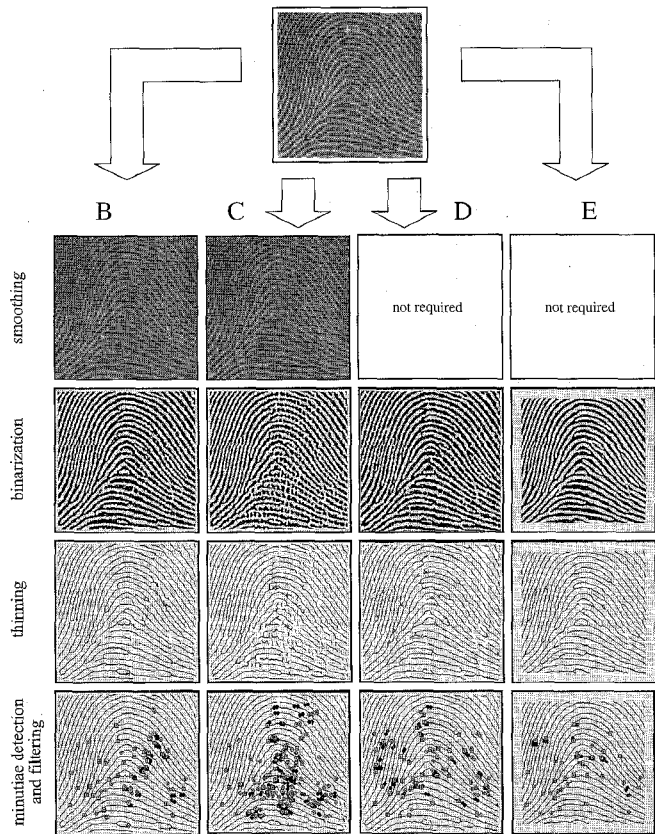 B C D E
smoothing
not required
not required
binarization
thinning
minutiae detection
and filtering